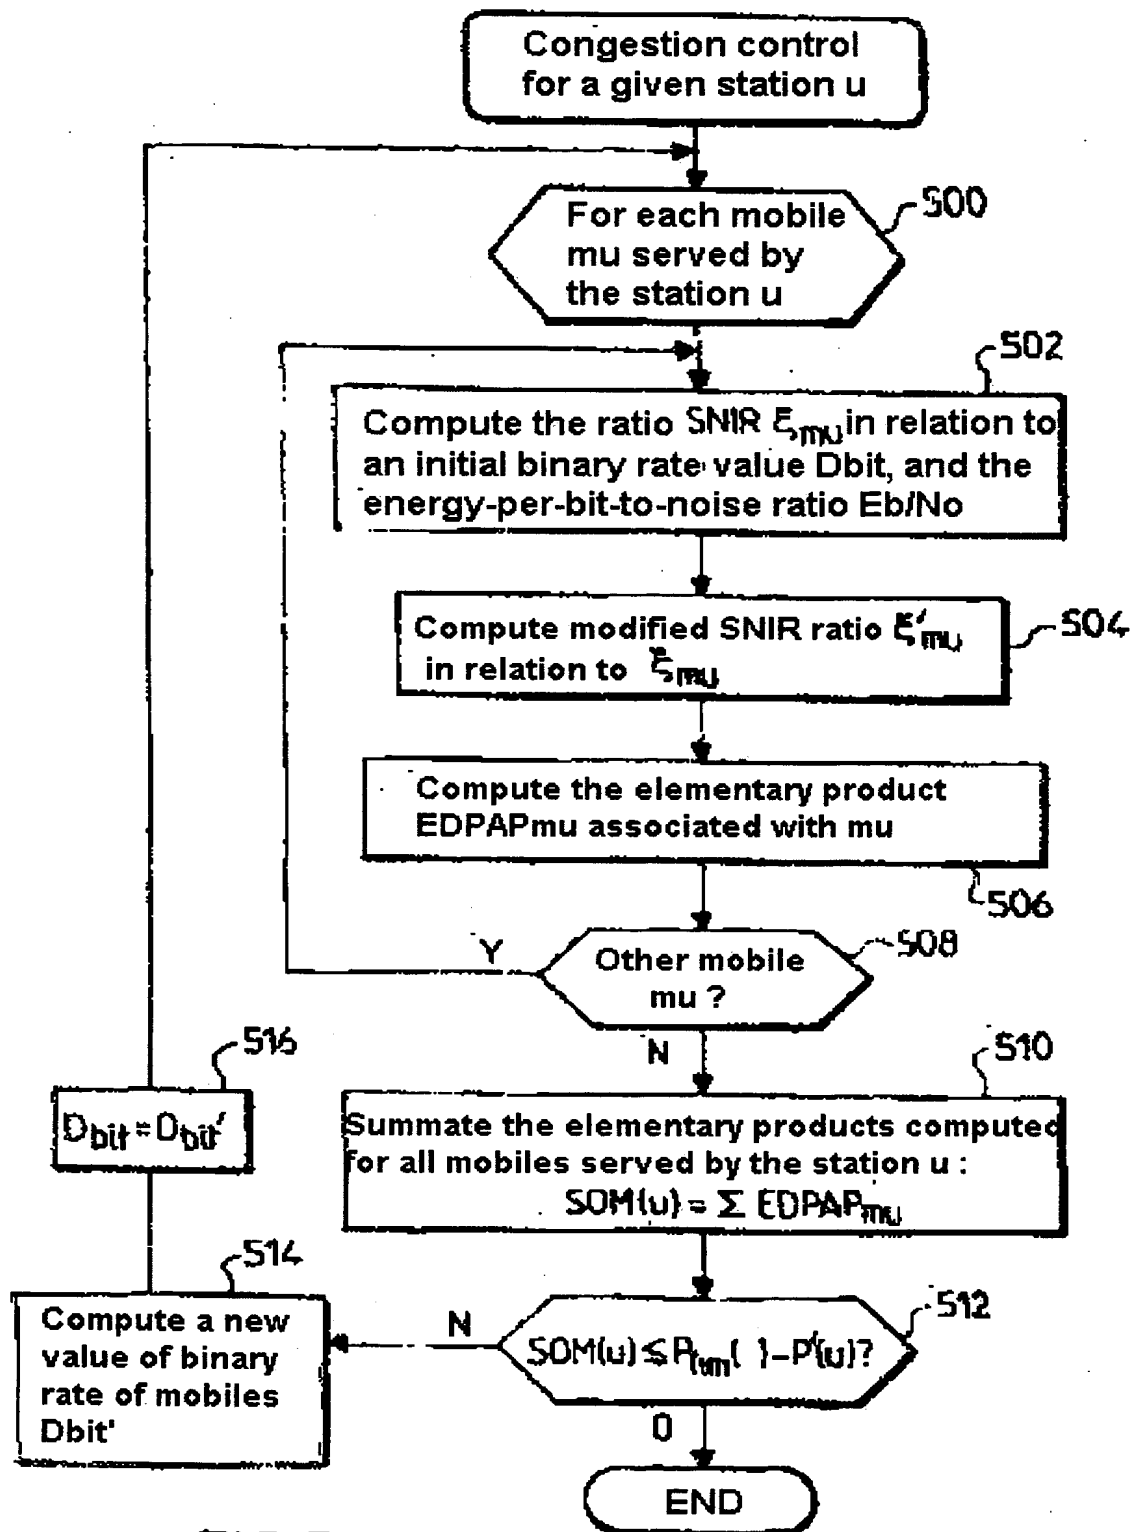 Congestion control
for a given station u
For each mobile
mu served by
the station u
500
502
Compute the ratio SNIR ξmu in relation to
an initial binary rate value Dbit, and the
energy-per-bit-to-noise ratio Eb/No
Compute modified SNIR ratio ξ'mu
in relation to ξmu
504
Compute the elementary product
EDPAPmu associated with mu
506
Y
Other mobile
mu ?
508
N
516
Dbit = Dbit'
510
Summate the elementary products computed
for all mobiles served by the station u :
SOM(u) = Σ EDPAPmu
514
Compute a new
value of binary
rate of mobiles
Dbit'
N
512
SOM(u) ≤ ( ) - P'(u)?
O
END